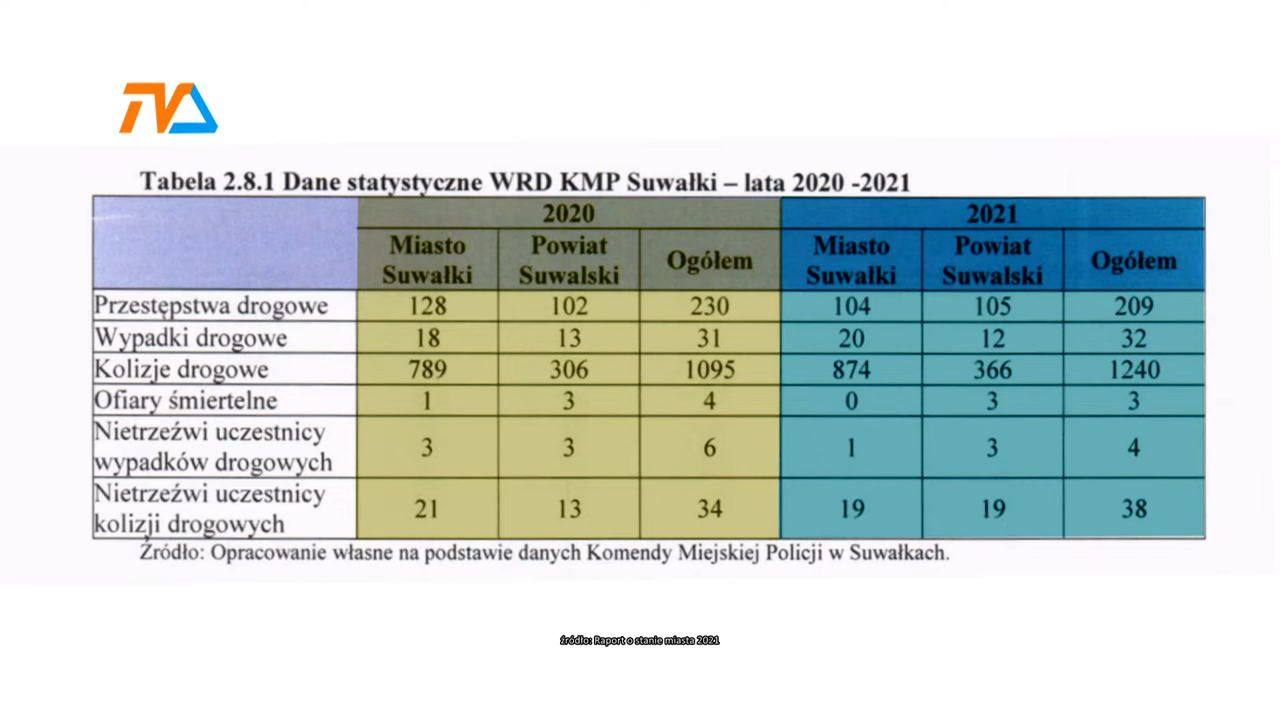 TVS
Tabela 2.8.1 Dane statystyczne WRD KMP Suwałki – lata 2020 -2021
2020 2021
Miasto Suwałki Powiat Suwalski Ogółem Miasto Suwałki Powiat Suwalski Ogółem
Przestępstwa drogowe 128 102 230 104 105 209
Wypadki drogowe 18 13 31 20 12 32
Kolizje drogowe 789 306 1095 874 366 1240
Ofiary śmiertelne 1 3 4 0 3 3
Nietrzeźwi uczestnicy
wypadków drogowych 3 3 6 1 3 4
Nietrzeźwi uczestnicy
kolizji drogowych 21 13 34 19 19 38
Źródło: Opracowanie własne na podstawie danych Komendy Miejskiej Policji w Suwałkach.
źródło: Raport o stanie miasta 2021